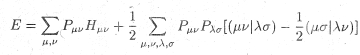 $E = \sum_{\mu,\nu} P_{\mu\nu} H_{\mu\nu} + \frac{1}{2} \sum_{\mu,\nu,\lambda,\sigma} P_{\mu\nu} P_{\lambda\sigma} [(\mu\nu|\lambda\sigma) - \frac{1}{2} (\mu\sigma|\lambda\nu)]$